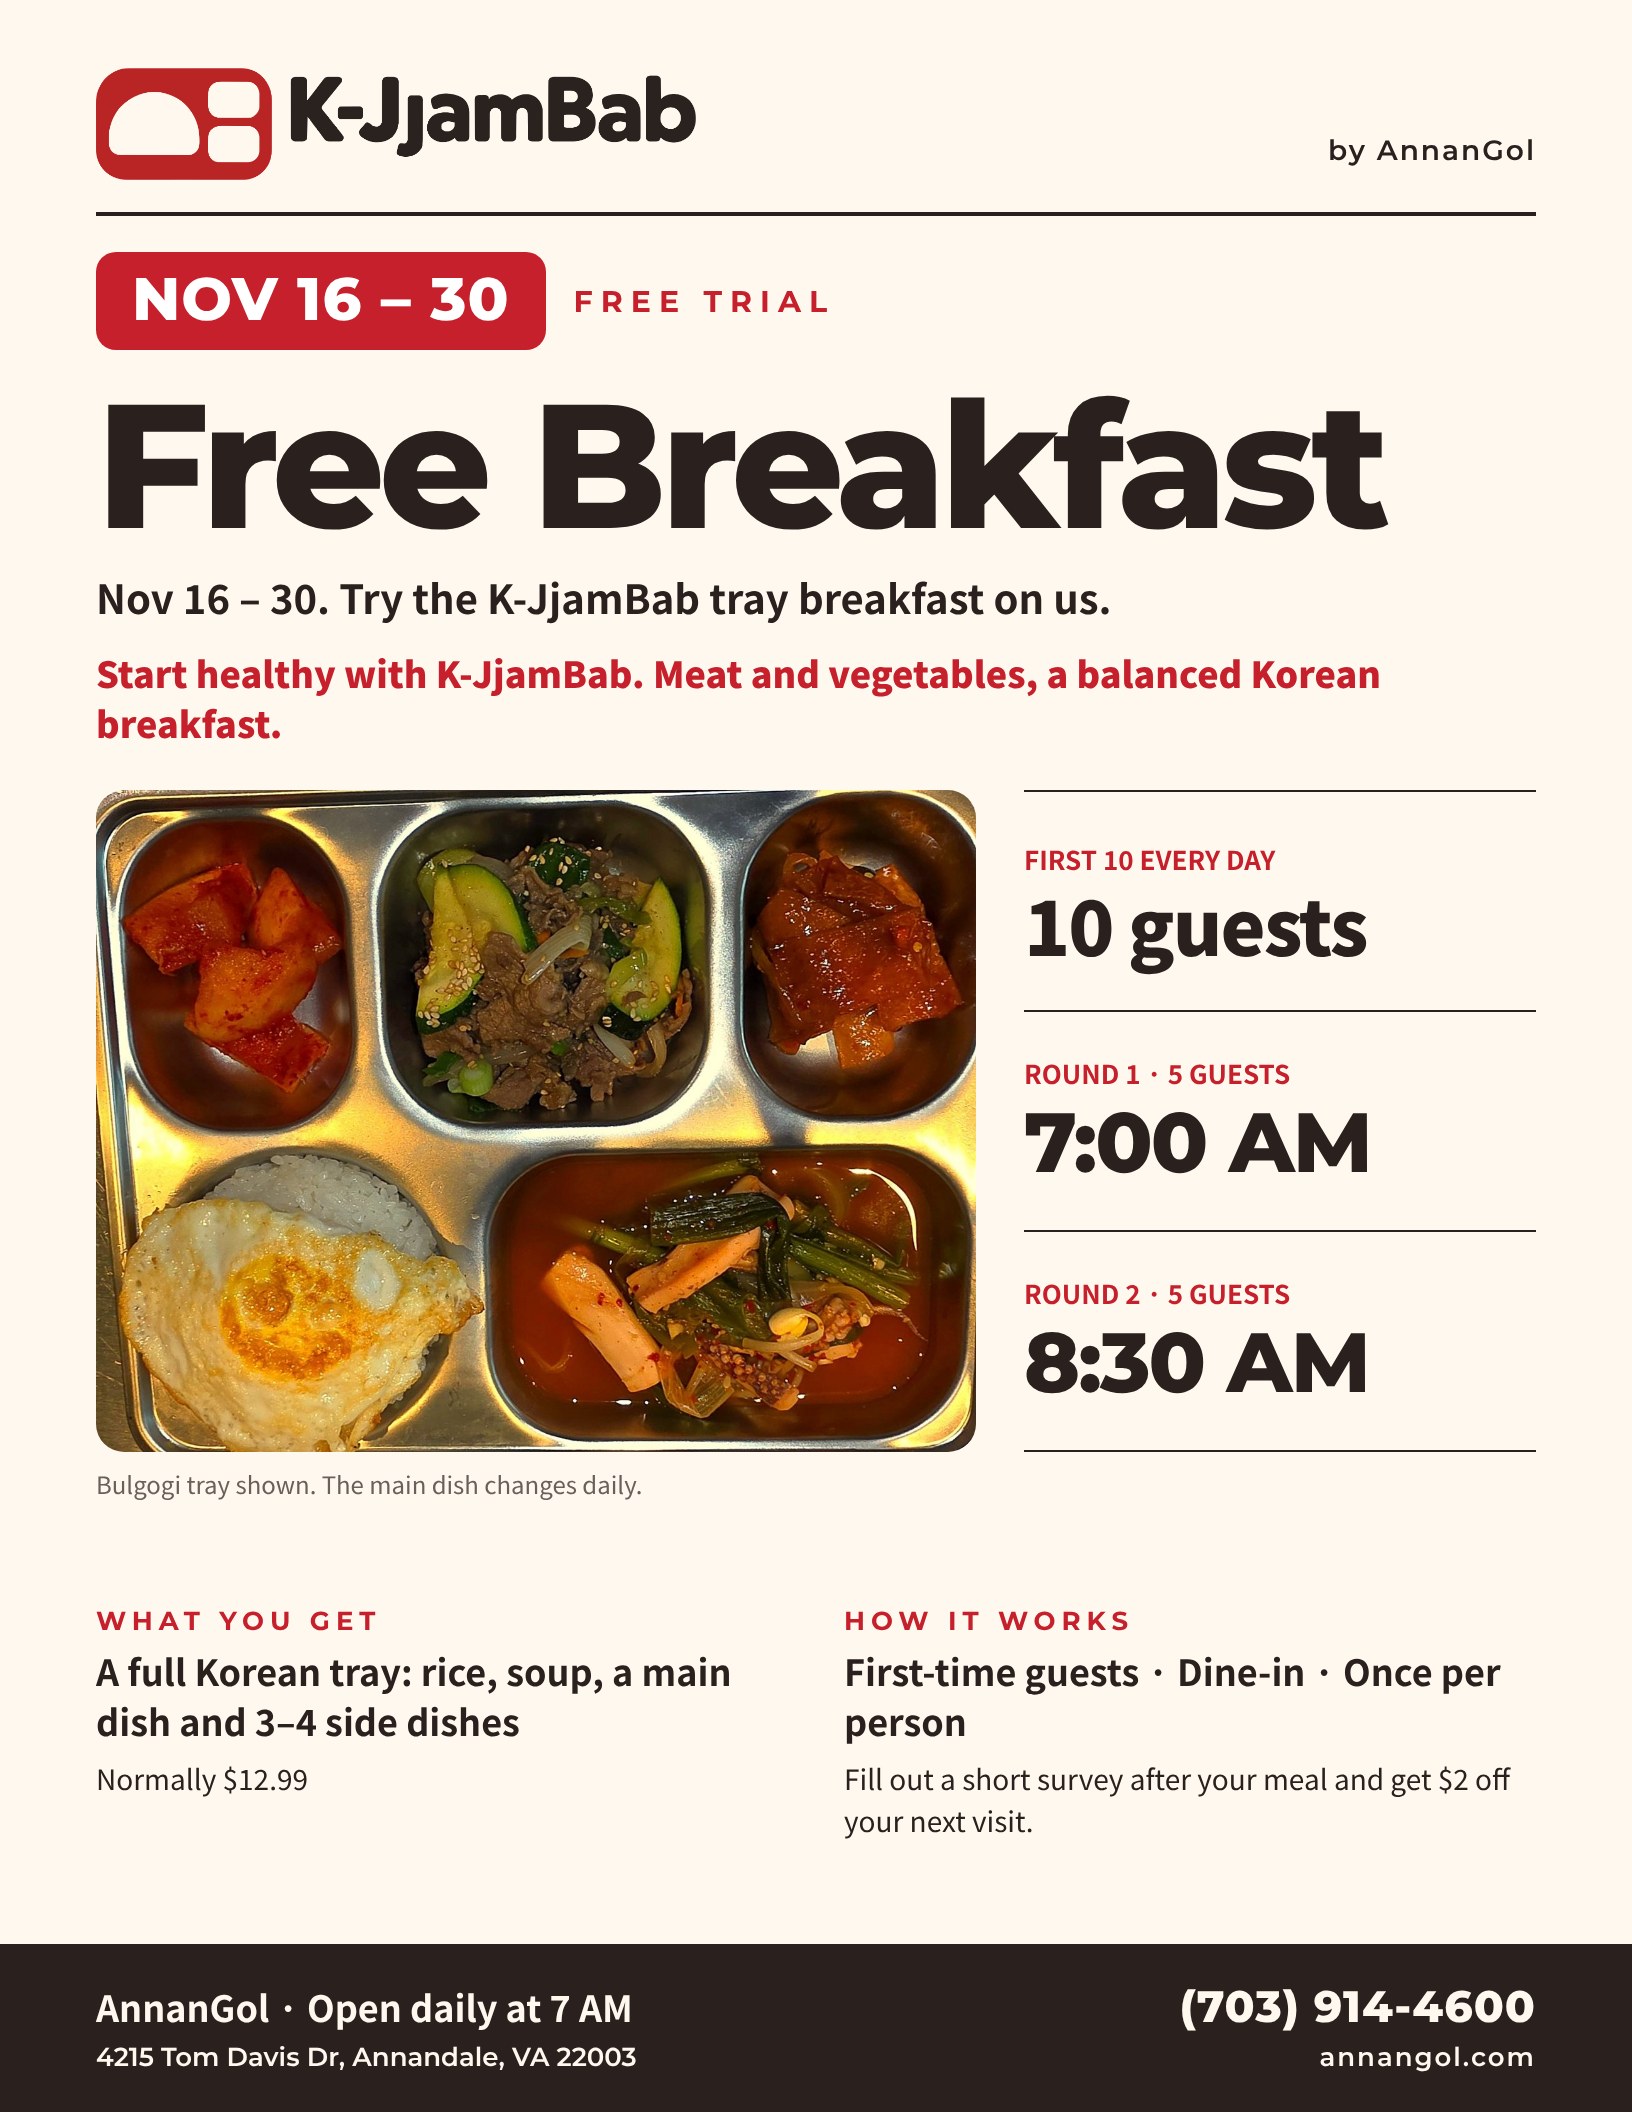 K-JjamBab
by AnnanGol
NOV 16 – 30
FREE TRIAL
Free Breakfast
Nov 16 – 30. Try the K-JjamBab tray breakfast on us.
Start healthy with K-JjamBab. Meat and vegetables, a balanced Korean
breakfast.
FIRST 10 EVERY DAY
10 guests
ROUND 1 · 5 GUESTS
7:00 AM
ROUND 2 · 5 GUESTS
8:30 AM
Bulgogi tray shown. The main dish changes daily.
WHAT YOU GET
A full Korean tray: rice, soup, a main
dish and 3–4 side dishes
Normally $12.99
HOW IT WORKS
First-time guests · Dine-in · Once per
person
Fill out a short survey after your meal and get $2 off
your next visit.
AnnanGol · Open daily at 7 AM
4215 Tom Davis Dr, Annandale, VA 22003
(703) 914-4600
annangol.com